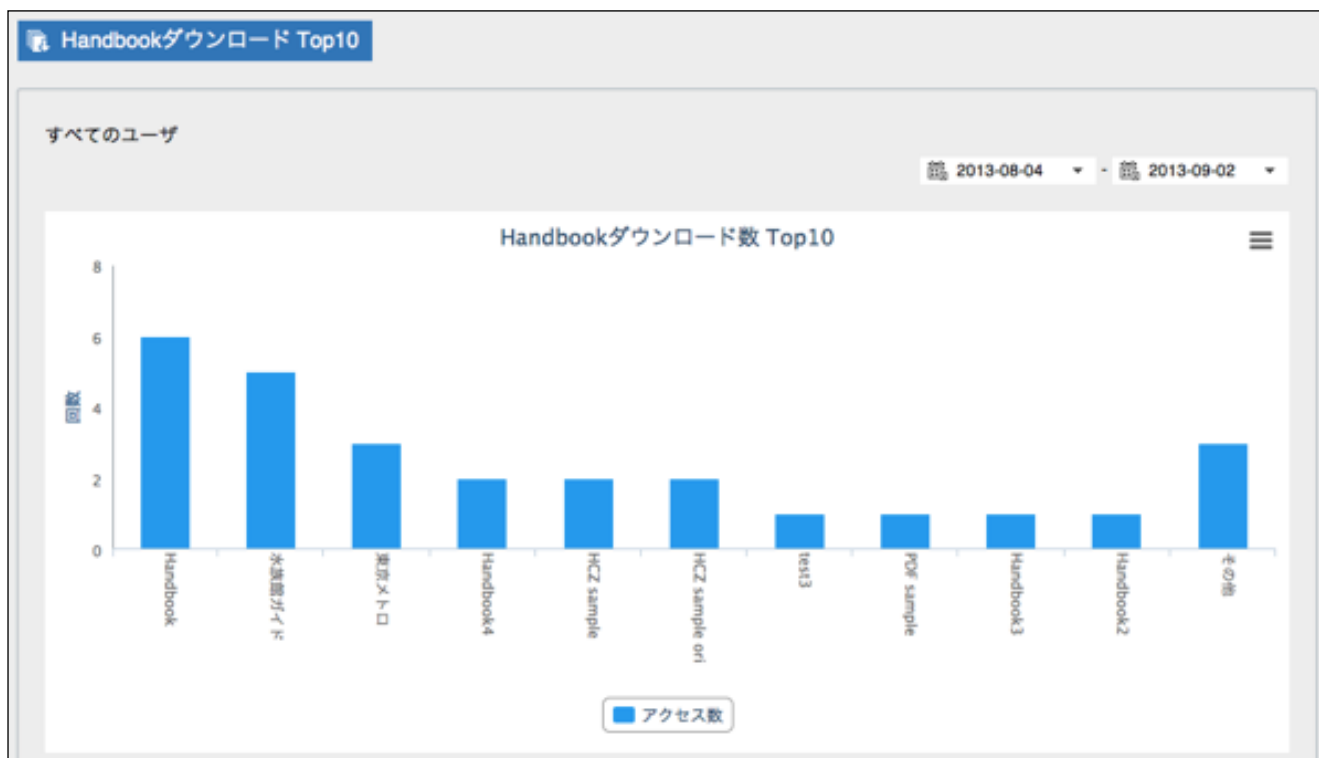 Handbookダウンロード Top10
すべてのユーザ
2013-08-04 - 2013-09-02
Handbookダウンロード数 Top10
回数
8
6
4
2
0
Handbook
水族館ガイド
東京メトロ
Handbook4
HCZ sample
HCZ sample ori
test3
PDF sample
Handbook3
Handbook2
その他
アクセス数